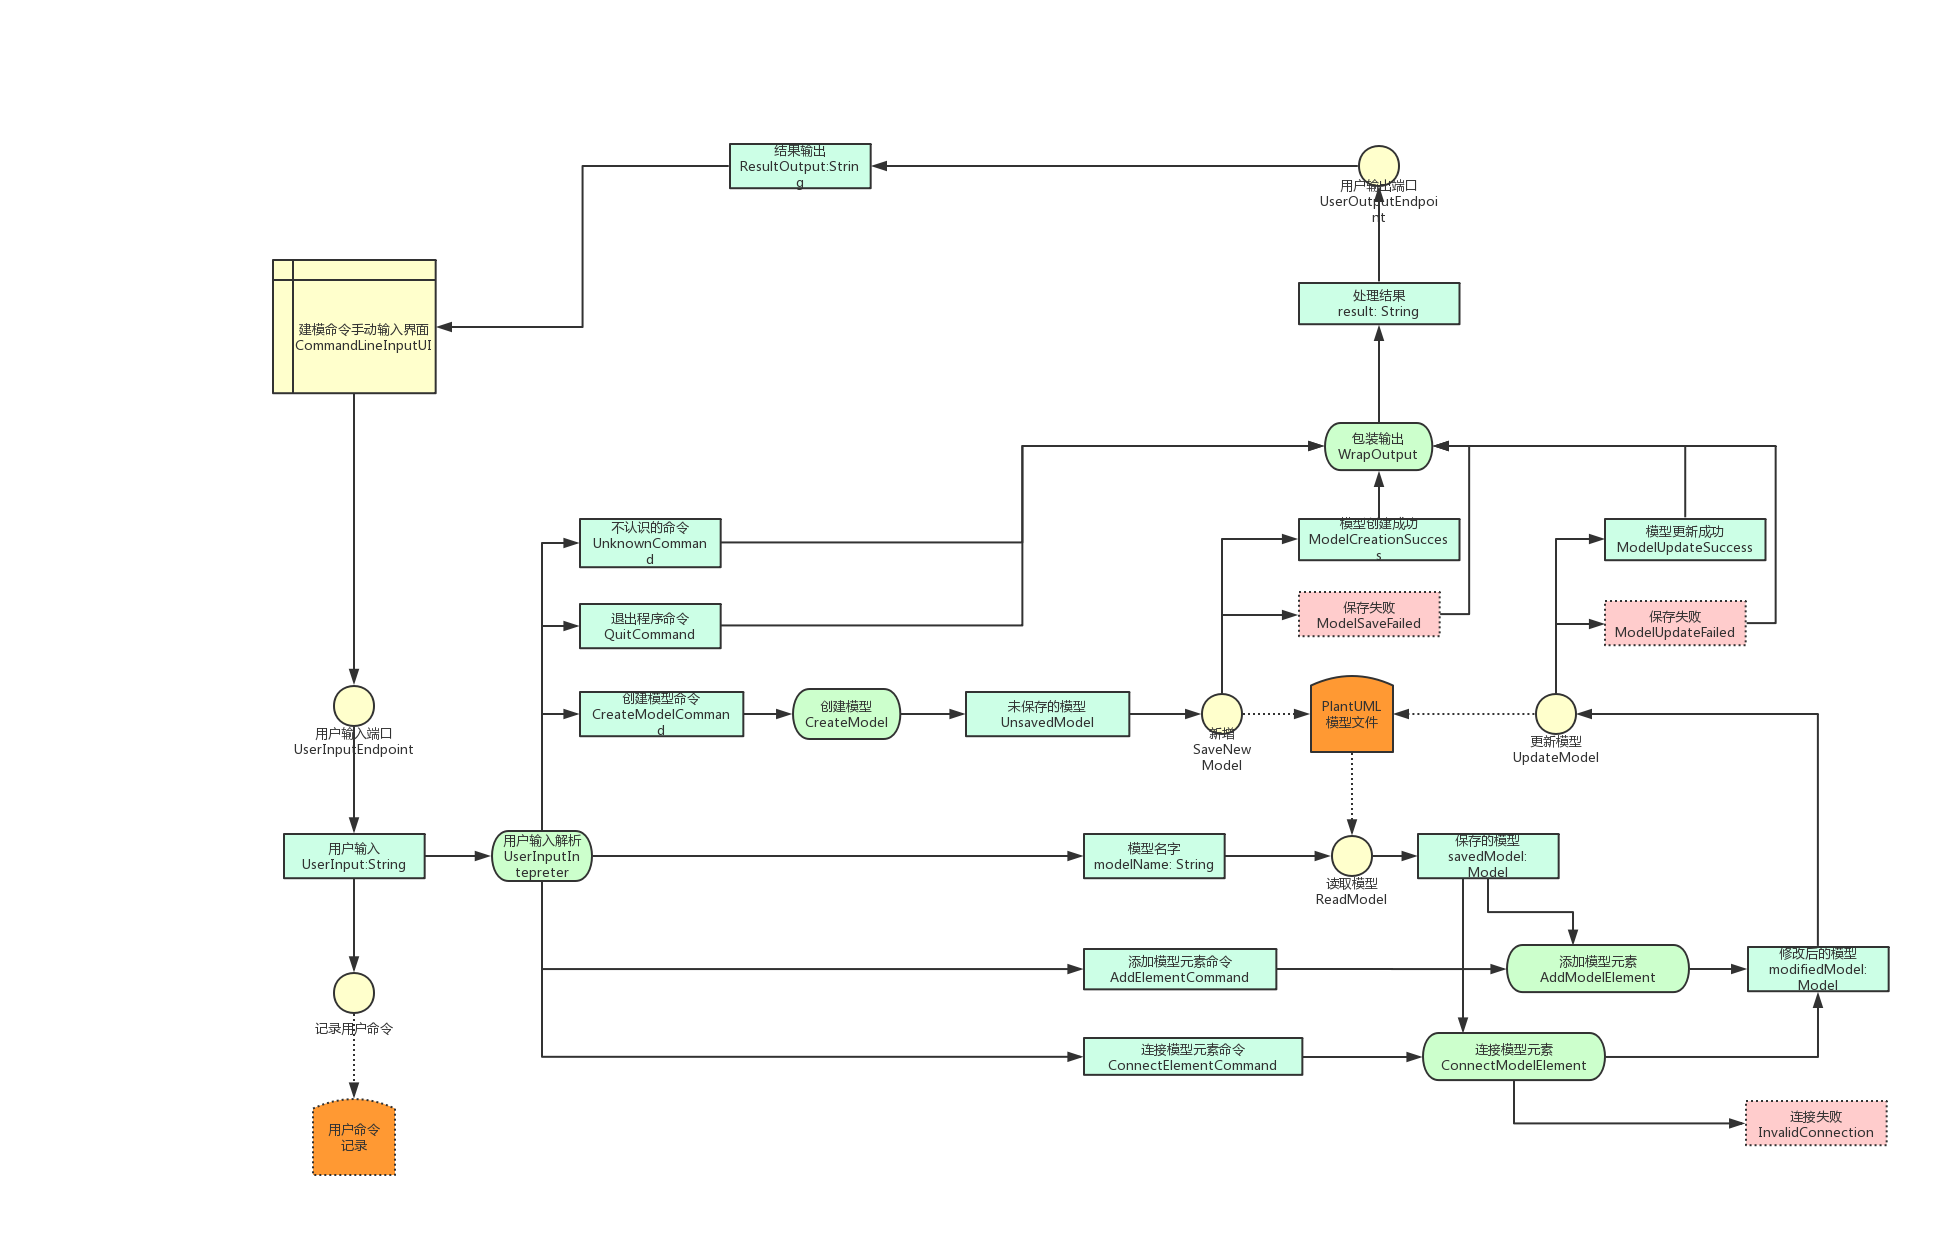 结果输出
ResultOutput:Strin
g
用户输出端口
UserOutputEndpoi
nt
处理结果
result: String
建模命令手动输入界面
CommandLineInputUI
包装输出
WrapOutput
不认识的命令
UnknownComman
d
模型创建成功
ModelCreationSucces
s
模型更新成功
ModelUpdateSuccess
退出程序命令
QuitCommand
保存失败
ModelSaveFailed
保存失败
ModelUpdateFailed
创建模型命令
CreateModelComman
d
创建模型
CreateModel
未保存的模型
UnsavedModel
新增
SaveNew
Model
PlantUML
模型文件
更新模型
UpdateModel
用户输入端口
UserInputEndpoint
用户输入
UserInput:String
用户输入解析
UserInputIn
tepreter
模型名字
modelName: String
读取模型
ReadModel
保存的模型
savedModel:
Model
添加模型元素命令
AddElementCommand
添加模型元素
AddModelElement
修改后的模型
modifiedModel:
Model
记录用户命令
连接模型元素命令
ConnectElementCommand
连接模型元素
ConnectModelElement
用户命令
记录
连接失败
InvalidConnection